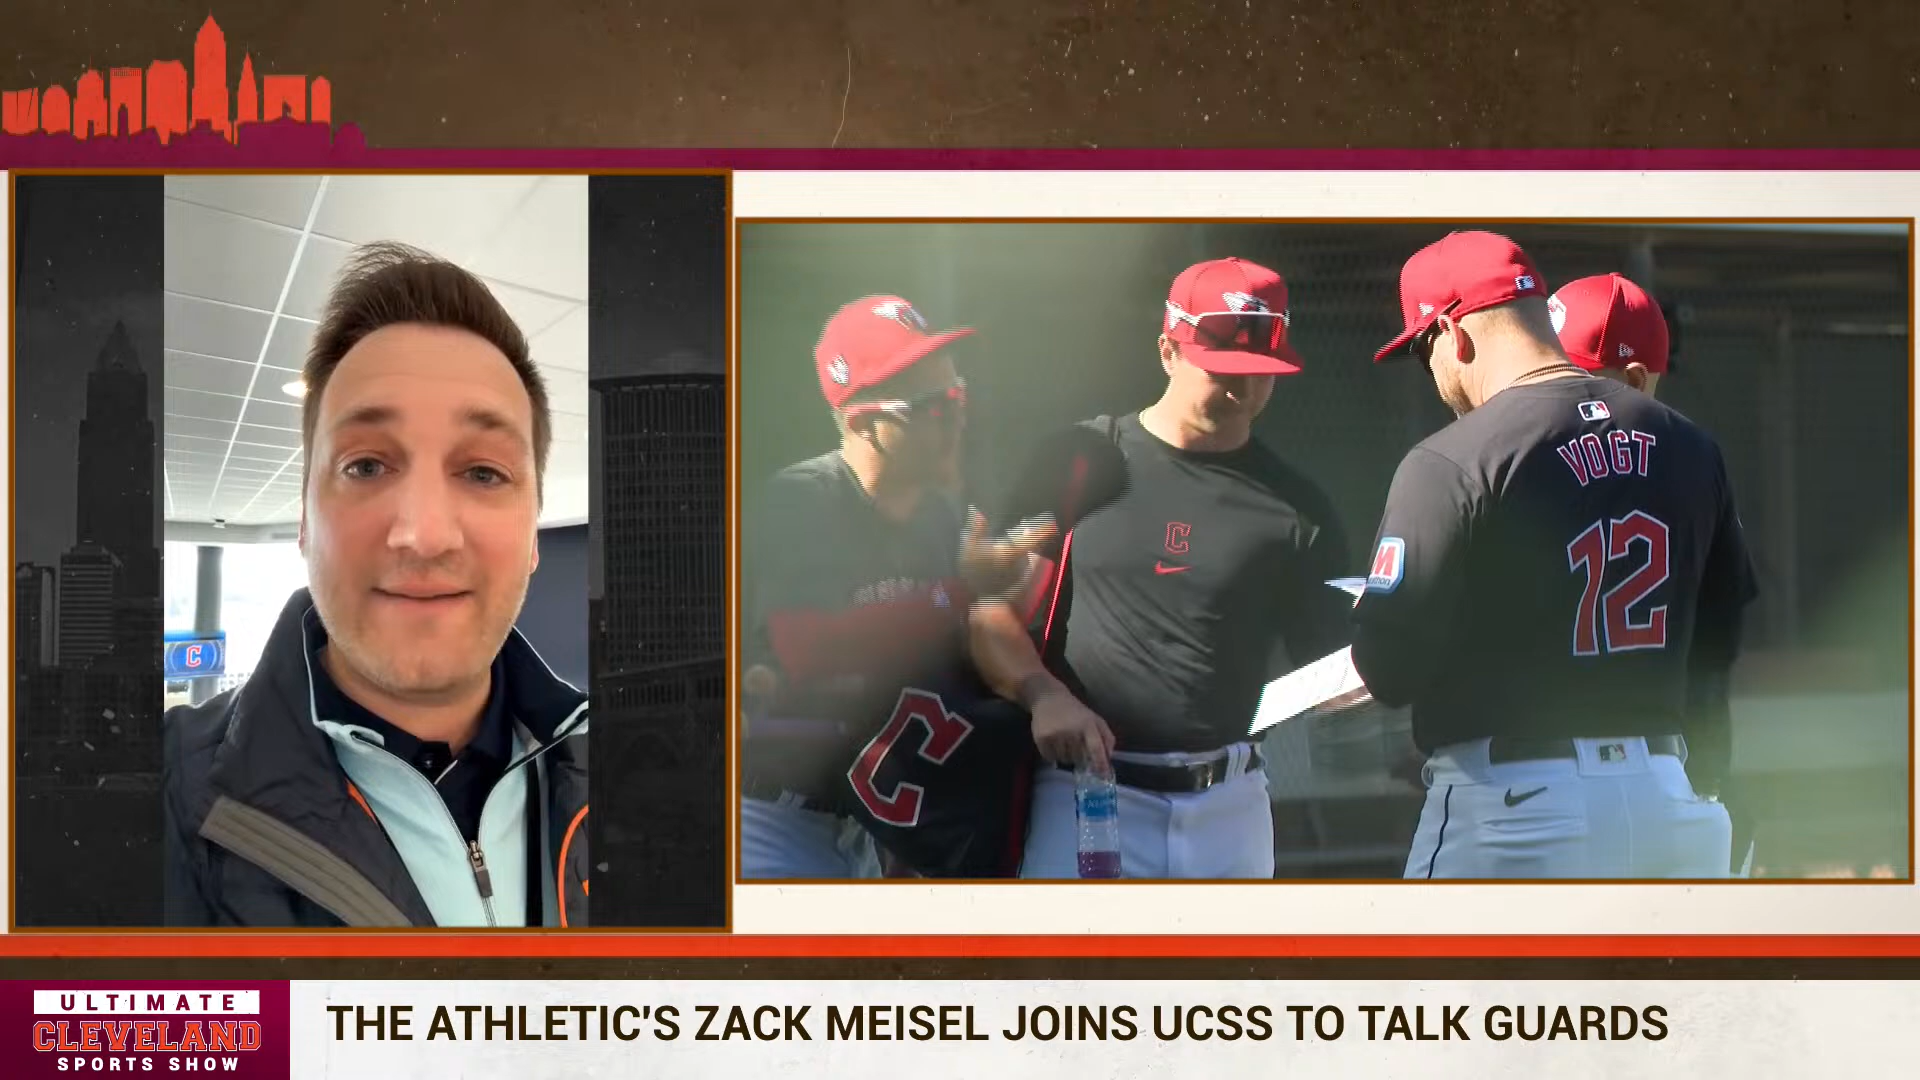 C
C
C
VOGT
12
M
ULTIMATE
CLEVELAND
SPORTS SHOW
THE ATHLETIC'S ZACK MEISEL JOINS UCSS TO TALK GUARDS